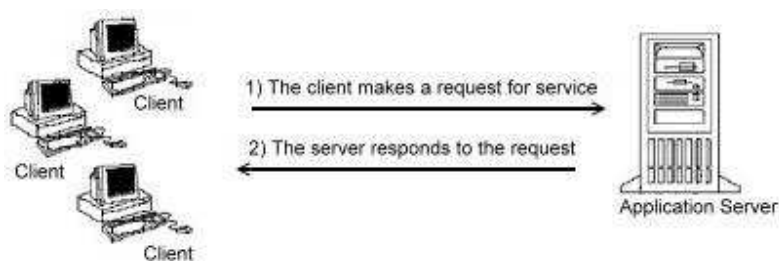 Client
1) The client makes a request for service
Client
2) The server responds to the request
Client
Application Server